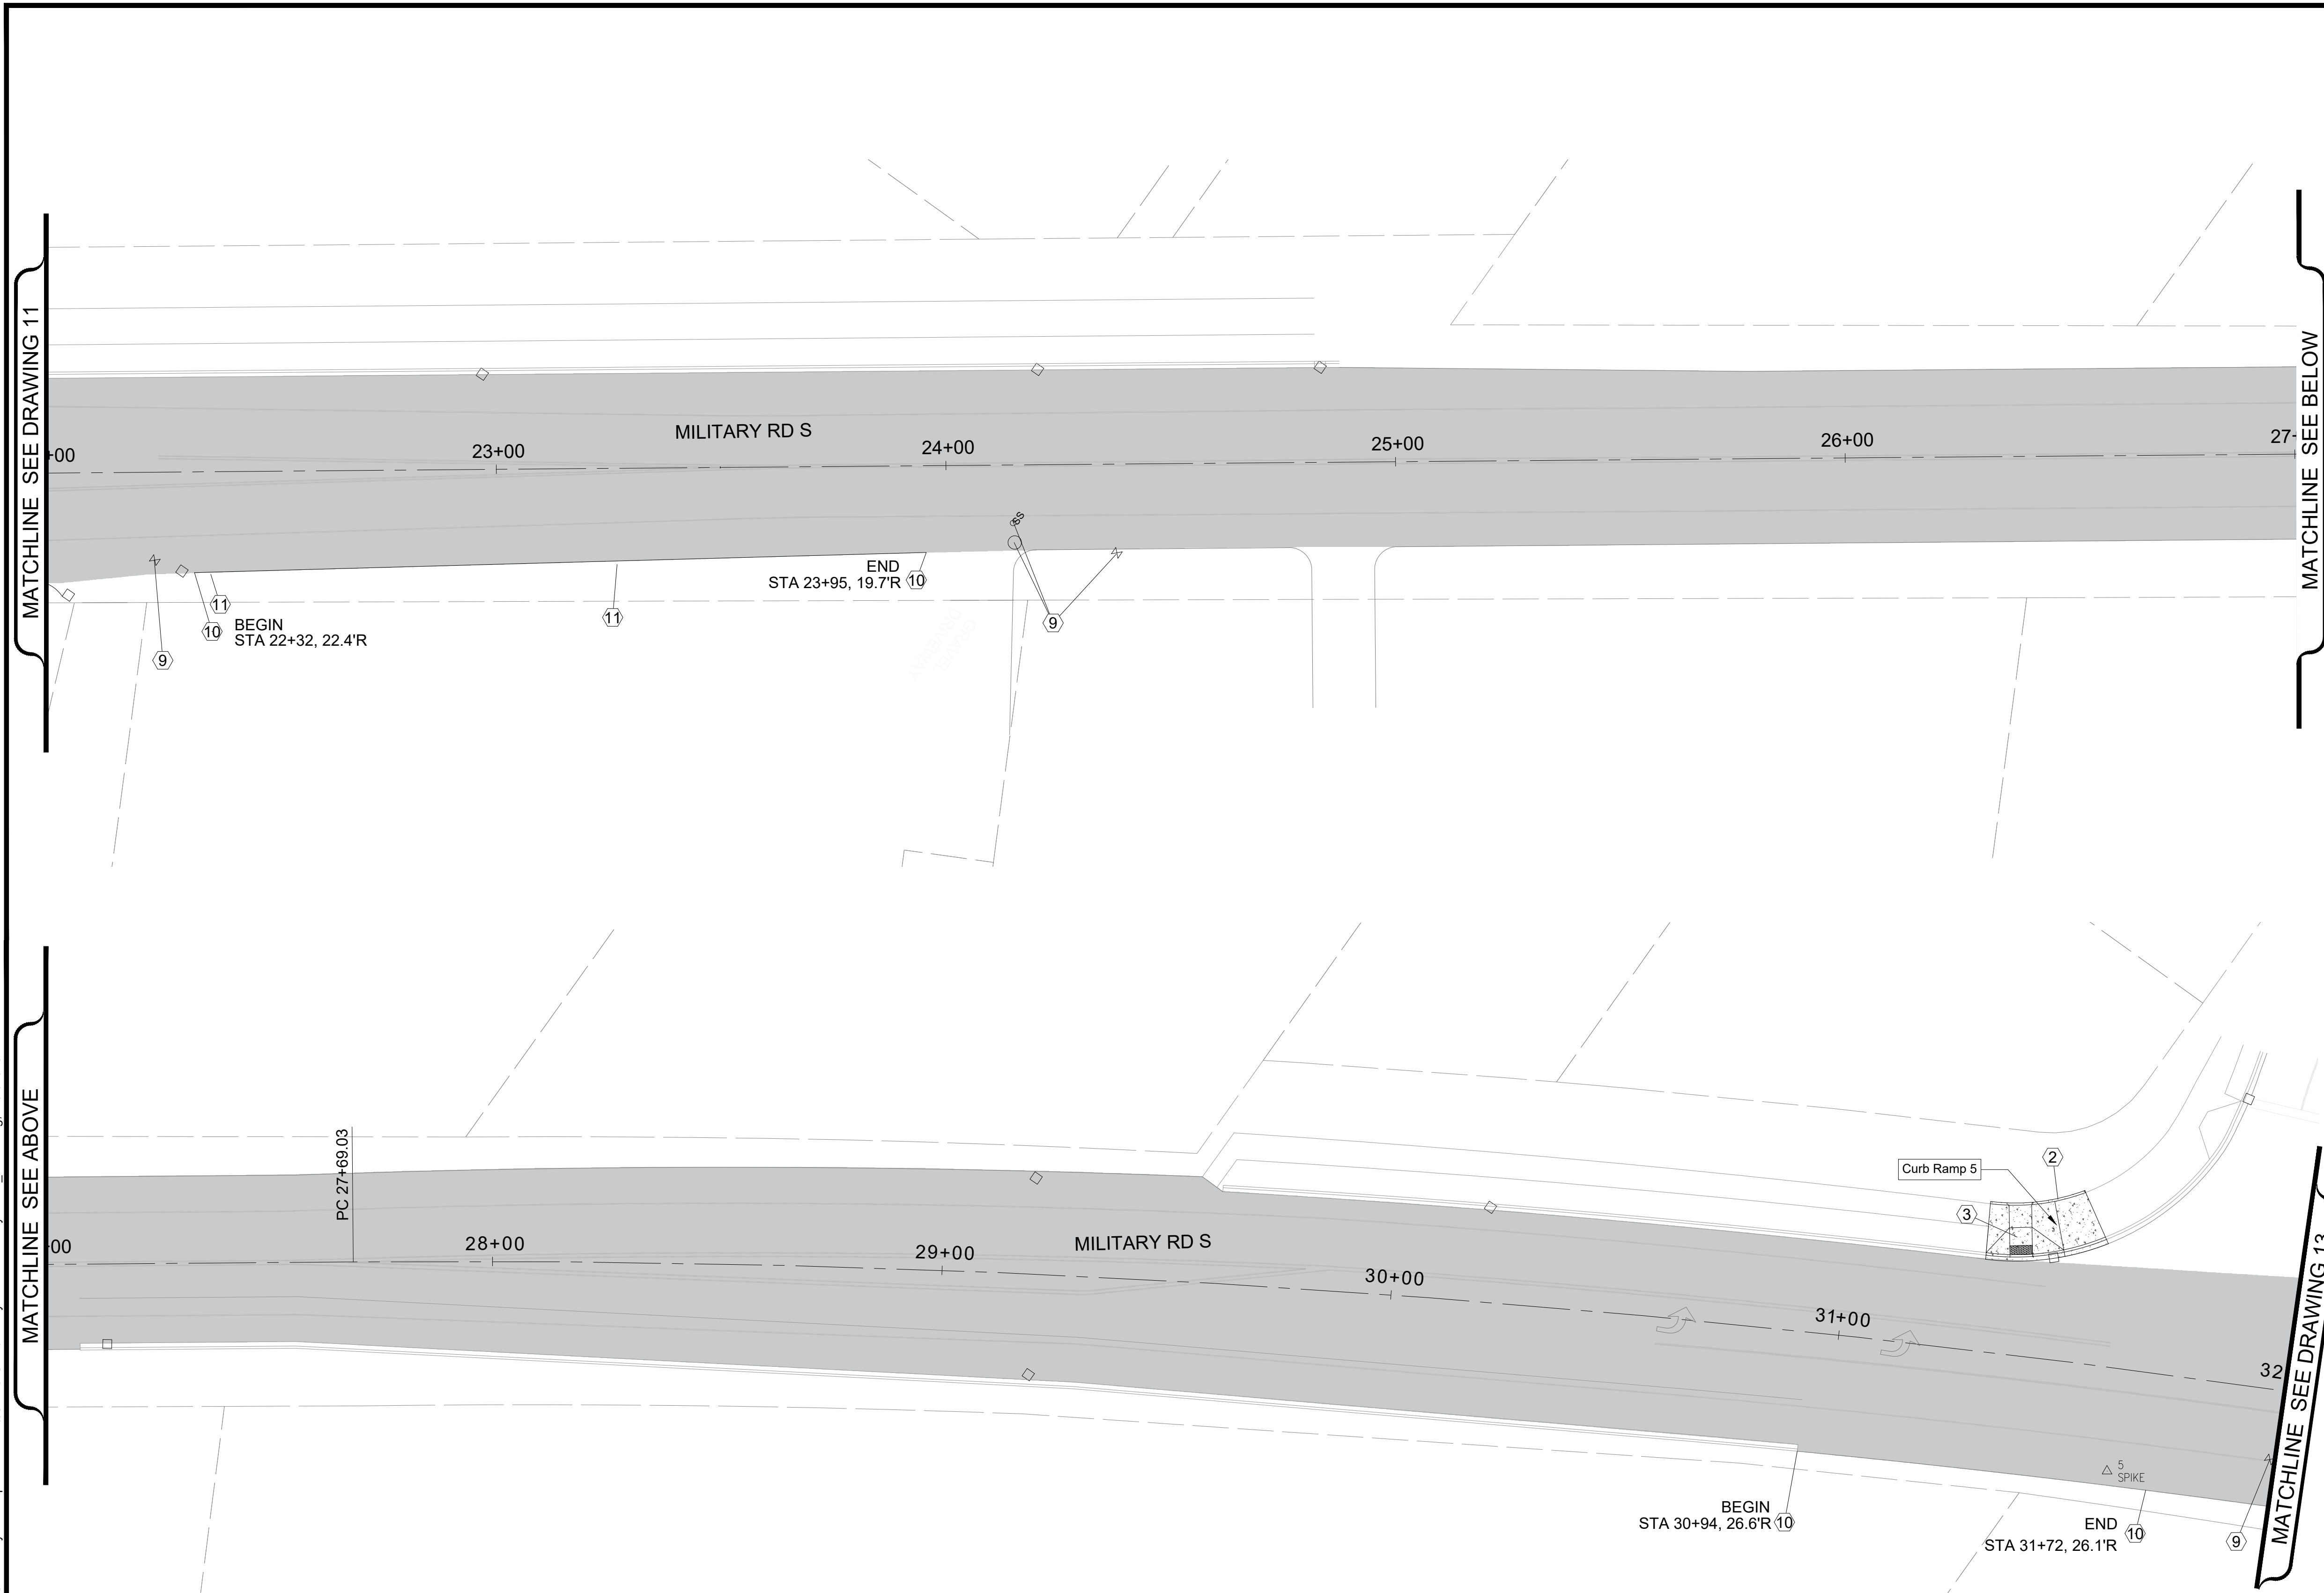 MATCHLINE SEE DRAWING 11
MATCHLINE SEE BELOW
MILITARY RD S
+00
23+00
24+00
25+00
26+00
27+
SS
END
STA 23+95, 19.7'R
10
11
10
BEGIN
STA 22+32, 22.4'R
11
9
9
MATCHLINE SEE ABOVE
PC 27+69.03
00
28+00
29+00
MILITARY RD S
30+00
31+00
32
Curb Ramp 5
2
3
5
SPIKE
BEGIN
STA 30+94, 26.6'R
10
END
STA 31+72, 26.1'R
10
9
MATCHLINE SEE DRAWING 13